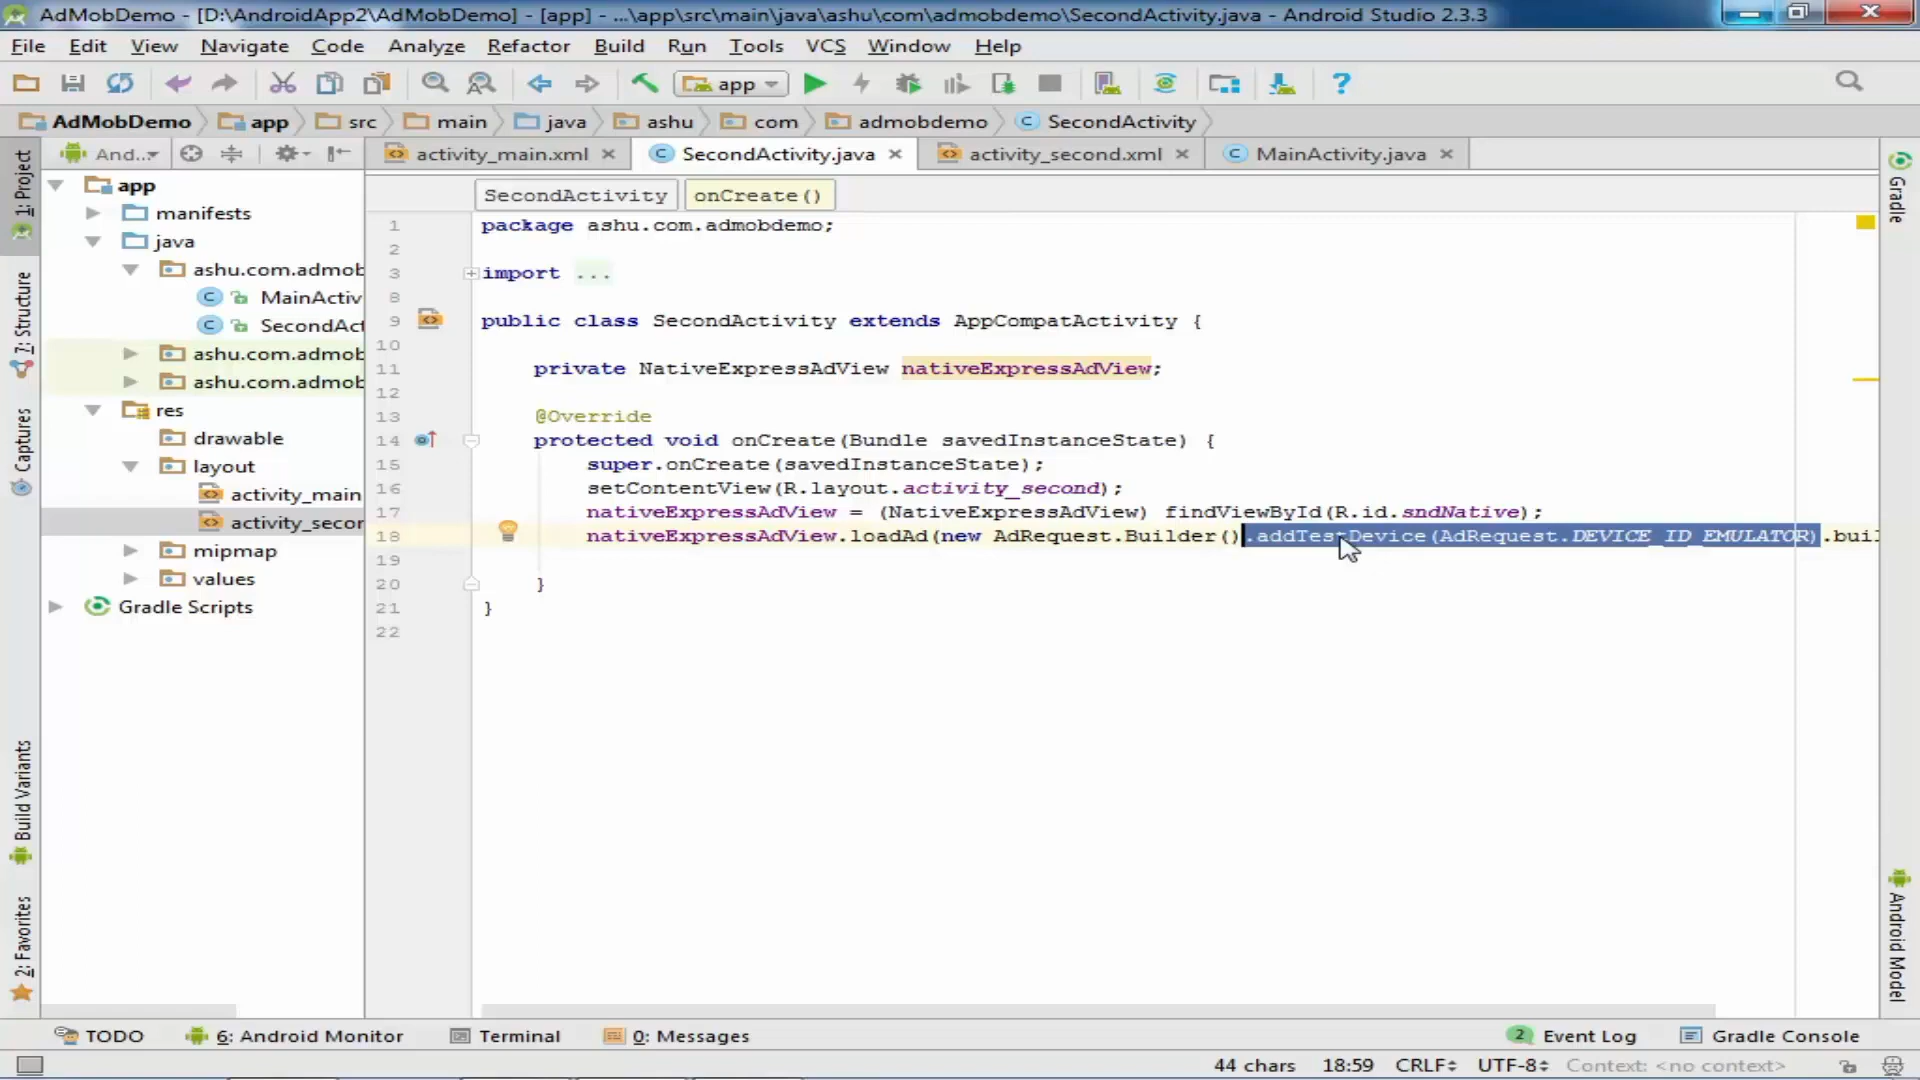 AdMobDemo - [D:\AndroidApp2\AdMobDemo] - [app] - ...\app\src\main\java\ashu\com\admobdemo\SecondActivity.java - Android Studio 2.3.3
File Edit View Navigate Code Analyze Refactor Build Run Tools VCS Window Help
app
AdMobDemo app src main java ashu com admobdemo SecondActivity
And... activity_main.xml SecondActivity.java activity_second.xml MainActivity.java
SecondActivity onCreate()
1: Project
7: Structure
Captures
Build Variants
2: Favorites
app
manifests
java
ashu.com.admob
MainActiv
SecondAct
ashu.com.admob
ashu.com.admob
res
drawable
layout
activity_main
activity_secon
mipmap
values
Gradle Scripts
1 package ashu.com.admobdemo;
2
3 import ...
8
9 public class SecondActivity extends AppCompatActivity {
10
11 private NativeExpressAdView nativeExpressAdView;
12
13 @Override
14 protected void onCreate(Bundle savedInstanceState) {
15 super.onCreate(savedInstanceState);
16 setContentView(R.layout.activity_second);
17 nativeExpressAdView = (NativeExpressAdView) findViewById(R.id.sndNative);
18 nativeExpressAdView.loadAd(new AdRequest.Builder().addTestDevice(AdRequest.DEVICE_ID_EMULATOR).buil
19
20 }
21 }
22
Gradle
Android Model
TODO 6: Android Monitor Terminal 0: Messages 2 Event Log Gradle Console
44 chars 18:59 CRLF UTF-8 Context: <no context>